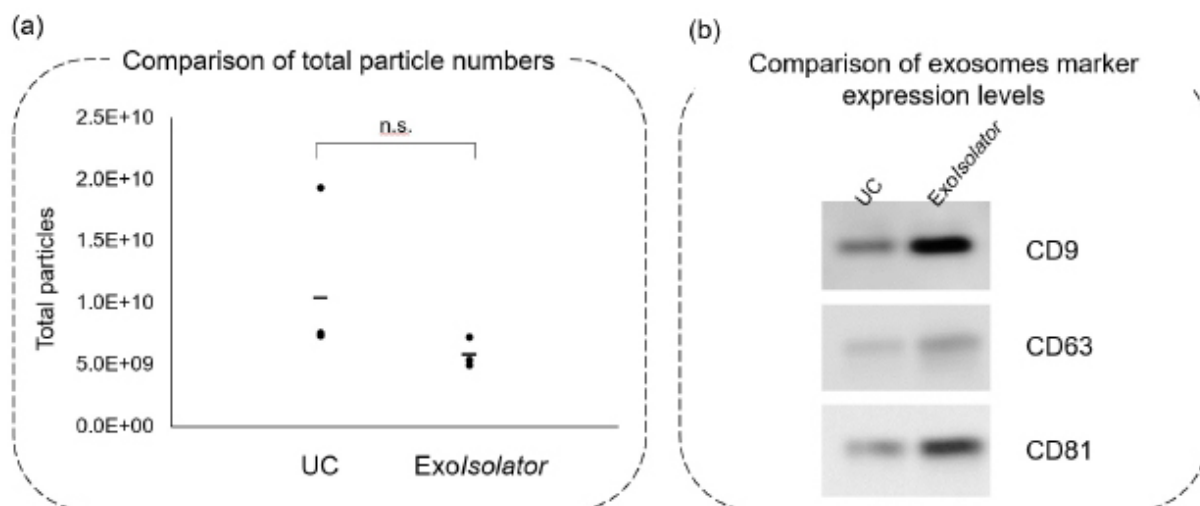 (a)
Comparison of total particle numbers
2.5E+10
2.0E+10
1.5E+10
1.0E+10
5.0E+09
0.0E+00
Total particles
n.s.
UC
ExoIsolator
(b)
Comparison of exosomes marker
expression levels
UC
ExoIsolator
CD9
CD63
CD81